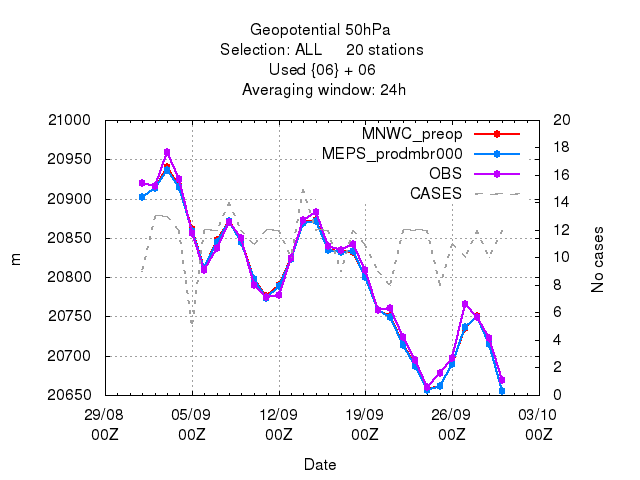 Geopotential 50hPa
Selection: ALL 20 stations
Used {06} + 06
Averaging window: 24h
MNWC_preop
MEPS_prodmbr000
OBS
CASES
21000
20950
20900
20850
20800
20750
20700
20650
m
20
18
16
14
12
10
8
6
4
2
0
No cases
29/08 05/09 12/09 19/09 26/09 03/10
00Z 00Z 00Z 00Z 00Z 00Z
Date